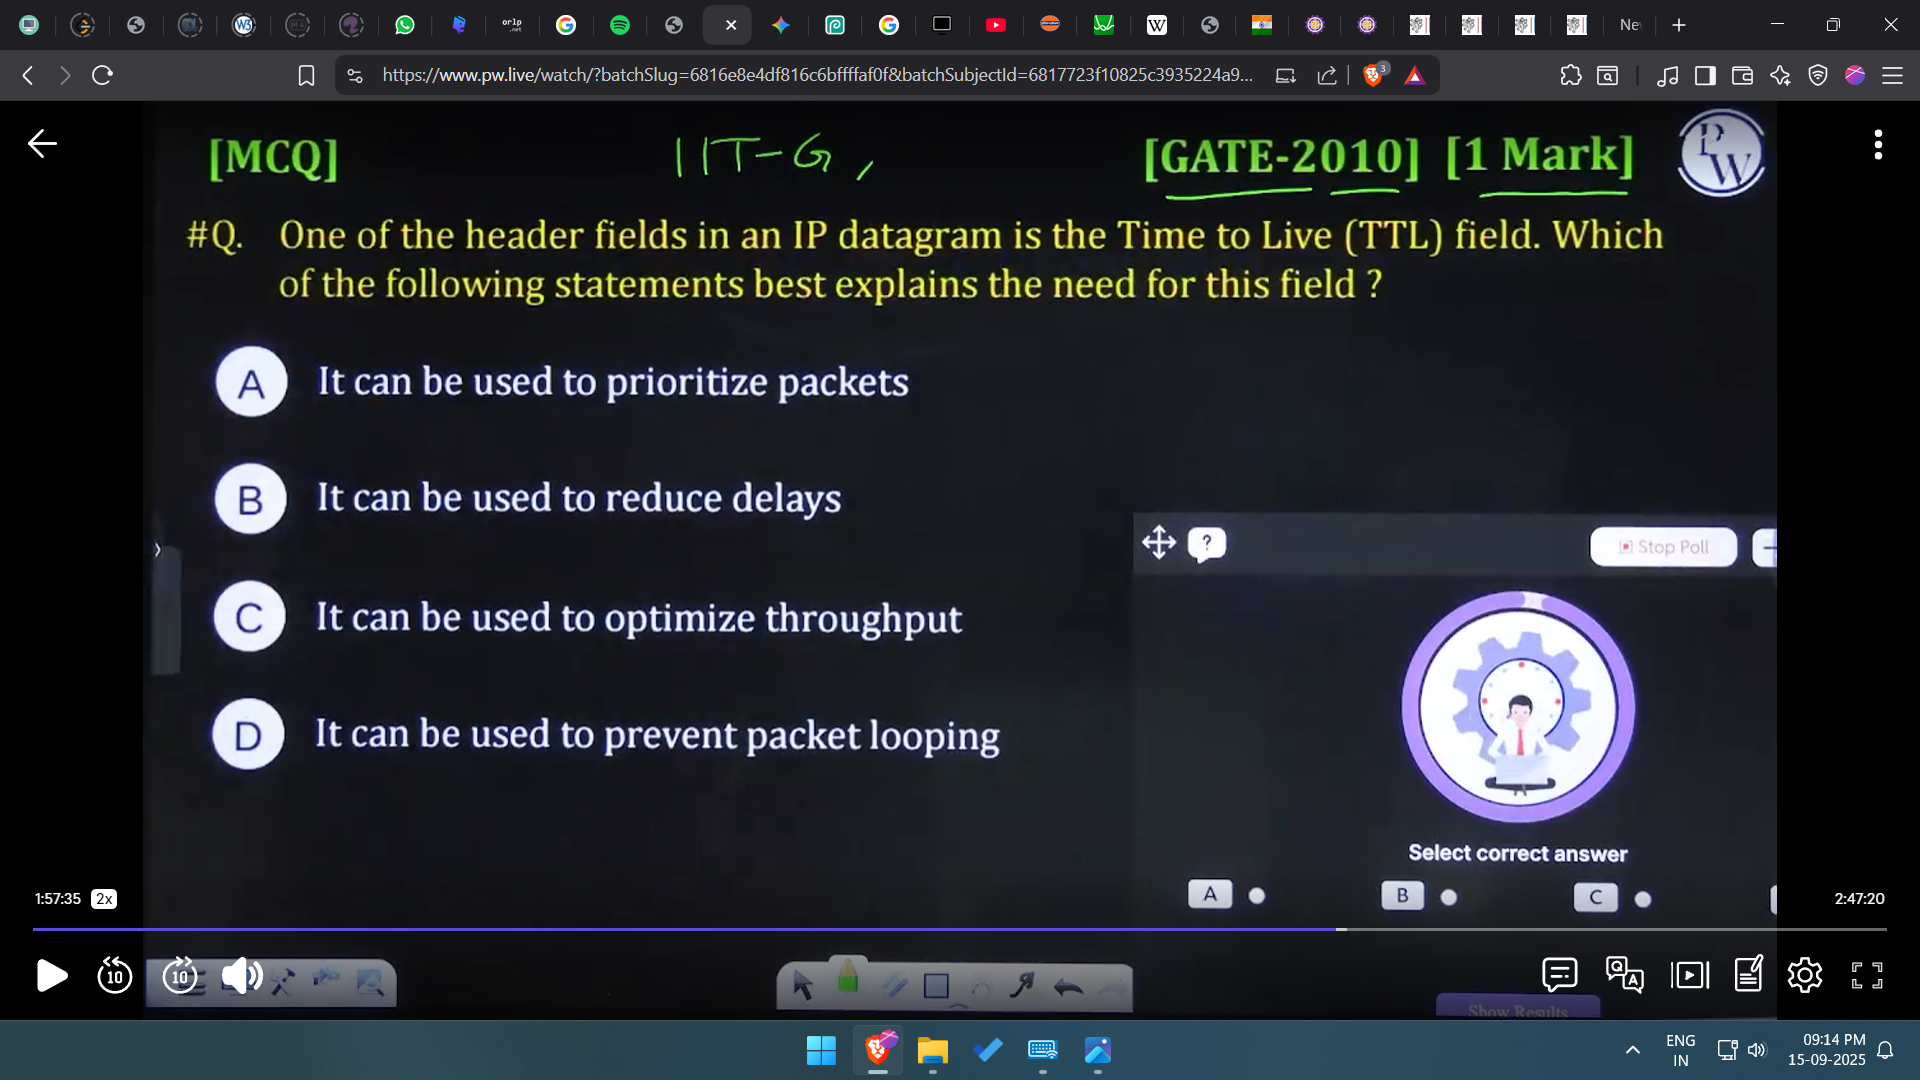 orlp
.net
W
Ne
https://www.pw.live/watch/?batchSlug=6816e8e4df816c6bffffaf0f&batchSubjectId=6817723f10825c3935224a9...
3
[MCQ]
IIT-G,
[GATE-2010] [1 Mark]
PW
#Q. One of the header fields in an IP datagram is the Time to Live (TTL) field. Which
of the following statements best explains the need for this field ?
A It can be used to prioritize packets
B It can be used to reduce delays
C It can be used to optimize throughput
D It can be used to prevent packet looping
?
Stop Poll
Select correct answer
A B C
1:57:35 2x
2:47:20
10 10
Q A
Show Results
ENG
IN
09:14 PM
15-09-2025